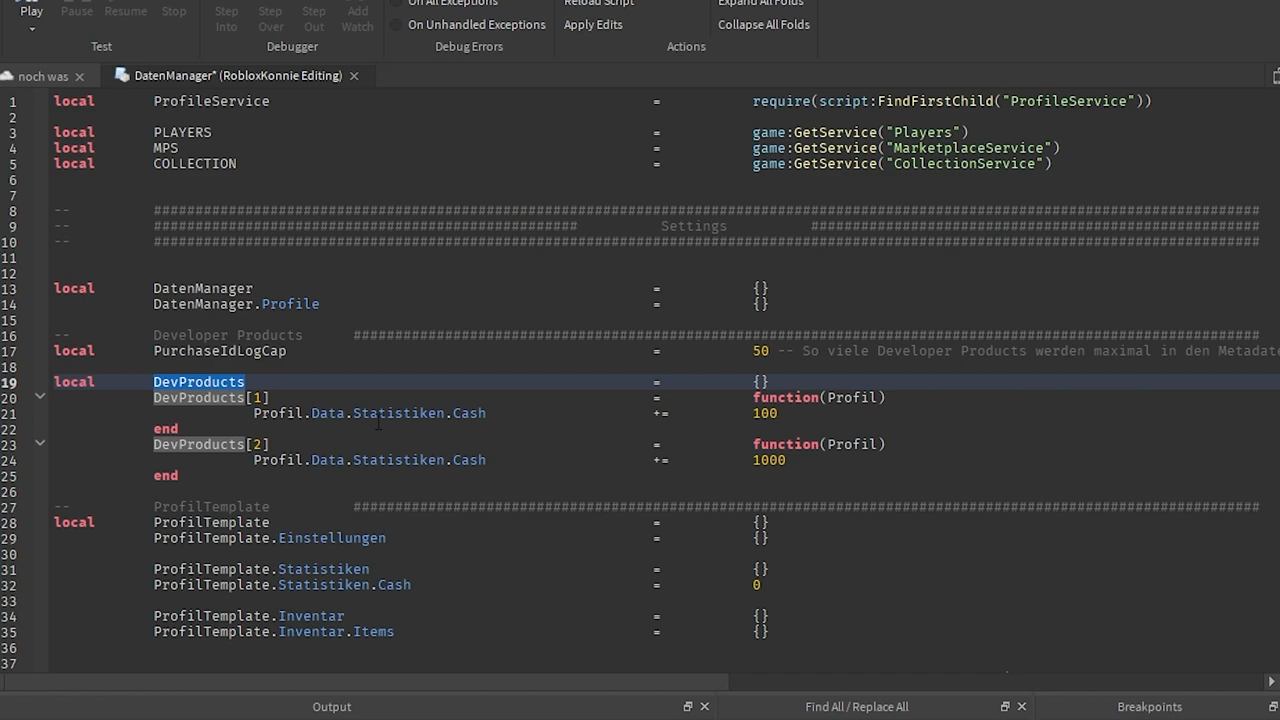 Play Pause Resume Stop Step Into Step Over Step Out Add Watch
Test Debugger
On All Exceptions
On Unhandled Exceptions
Debug Errors
Reload Script
Apply Edits
Expand All Folds
Collapse All Folds
Actions
noch was
DatenManager* (RobloxKonnie Editing)
1 local ProfileService = require(script:FindFirstChild("ProfileService"))
2
3 local PLAYERS = game:GetService("Players")
4 local MPS = game:GetService("MarketplaceService")
5 local COLLECTION = game:GetService("CollectionService")
6
7
8 -- #####################################################################################################################################
9 -- ################################################### Settings ######################################################
10 -- #####################################################################################################################################
11
12
13 local DatenManager = {}
14 DatenManager.Profile = {}
15
16 -- Developer Products #############################################################################################################
17 local PurchaseIdLogCap = 50 -- So viele Developer Products werden maximal in den Metadate
18
19 local DevProducts = {}
20 DevProducts[1] = function(Profil)
21 Profil.Data.Statistiken.Cash += 100
22 end
23 DevProducts[2] = function(Profil)
24 Profil.Data.Statistiken.Cash += 1000
25 end
26
27 -- ProfilTemplate #############################################################################################################
28 local ProfilTemplate = {}
29 ProfilTemplate.Einstellungen = {}
30
31 ProfilTemplate.Statistiken = {}
32 ProfilTemplate.Statistiken.Cash = 0
33
34 ProfilTemplate.Inventar = {}
35 ProfilTemplate.Inventar.Items = {}
36
37
Output Find All / Replace All Breakpoints